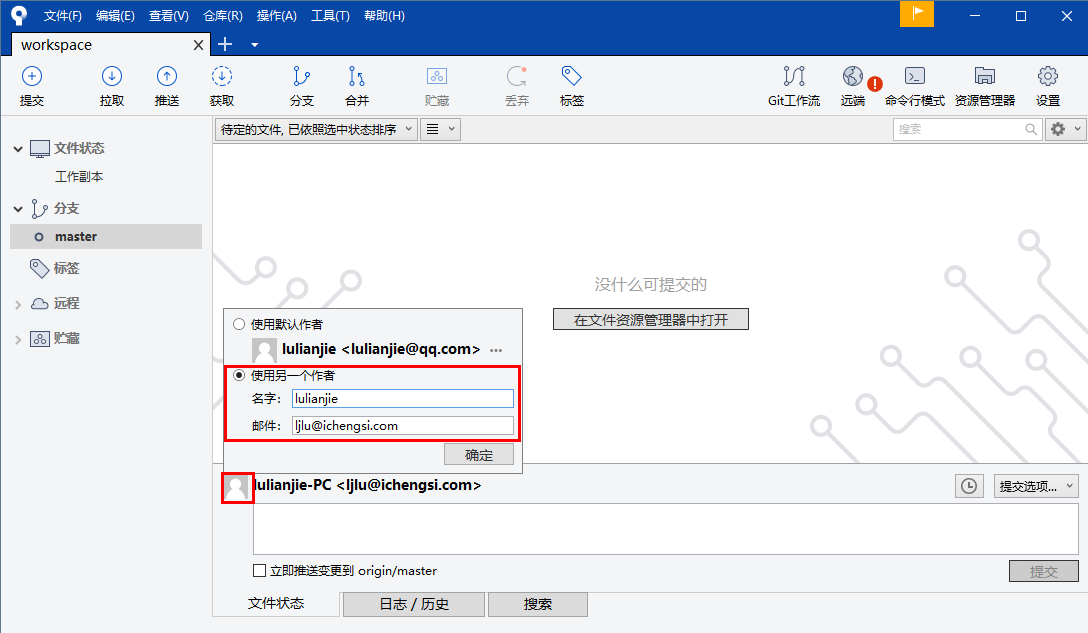 文件(F) 编辑(E) 查看(V) 仓库(R) 操作(A) 工具(T) 帮助(H)
workspace
提交 拉取 推送 获取 分支 合并 贮藏 丢弃 标签 Git工作流 远端 命令行模式 资源管理器 设置
待定的文件, 已依照选中状态排序
搜索
文件状态
工作副本
分支
master
标签
远程
贮藏
没什么可提交的
在文件资源管理器中打开
使用默认作者
lulianjie <lulianjie@qq.com> ...
使用另一个作者
名字: lulianjie
邮件: ljlu@ichengsi.com
确定
lulianjie-PC <ljlu@ichengsi.com>
提交选项...
立即推送变更到 origin/master
提交
文件状态 日志 / 历史 搜索